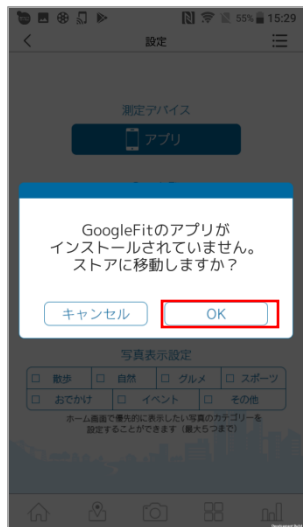 55% 15:29
設定
測定デバイス
アプリ
GoogleFitのアプリが
インストールされていません。
ストアに移動しますか？
キャンセル OK
写真表示設定
散歩 自然 グルメ スポーツ
おでかけ イベント その他
ホーム画面で優先的に表示したい写真のカテゴリーを
設定することができます（最大5つまで）